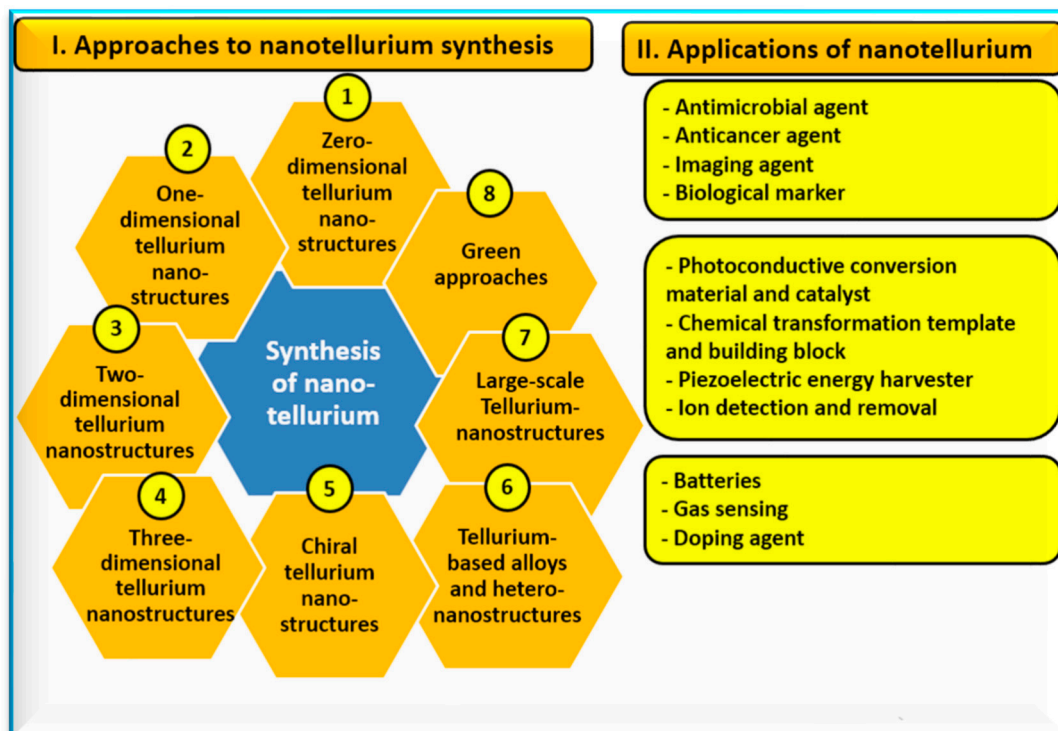 I. Approaches to nanotellurium synthesis
1
Zero-
dimensional
tellurium
nano-
structures
2
One-
dimensional
tellurium
nano-
structures
3
Two-
dimensional
tellurium
nanostructures
4
Three-
dimensional
tellurium
nanostructures
5
Chiral
tellurium
nano-
structures
6
Tellurium-
based alloys
and hetero-
nanostructures
7
Large-scale
Tellurium-
nanostructures
8
Green
approaches
Synthesis
of nano-
tellurium
II. Applications of nanotellurium
- Antimicrobial agent
- Anticancer agent
- Imaging agent
- Biological marker
- Photoconductive conversion
material and catalyst
- Chemical transformation template
and building block
- Piezoelectric energy harvester
- Ion detection and removal
- Batteries
- Gas sensing
- Doping agent